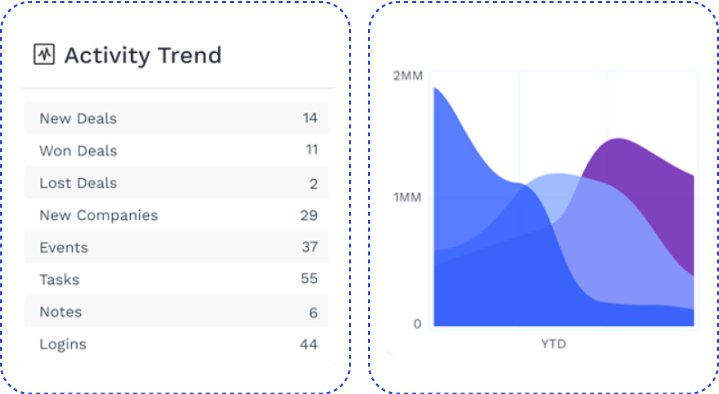 Activity Trend
New Deals 14
Won Deals 11
Lost Deals 2
New Companies 29
Events 37
Tasks 55
Notes 6
Logins 44
2MM
1MM
0
YTD